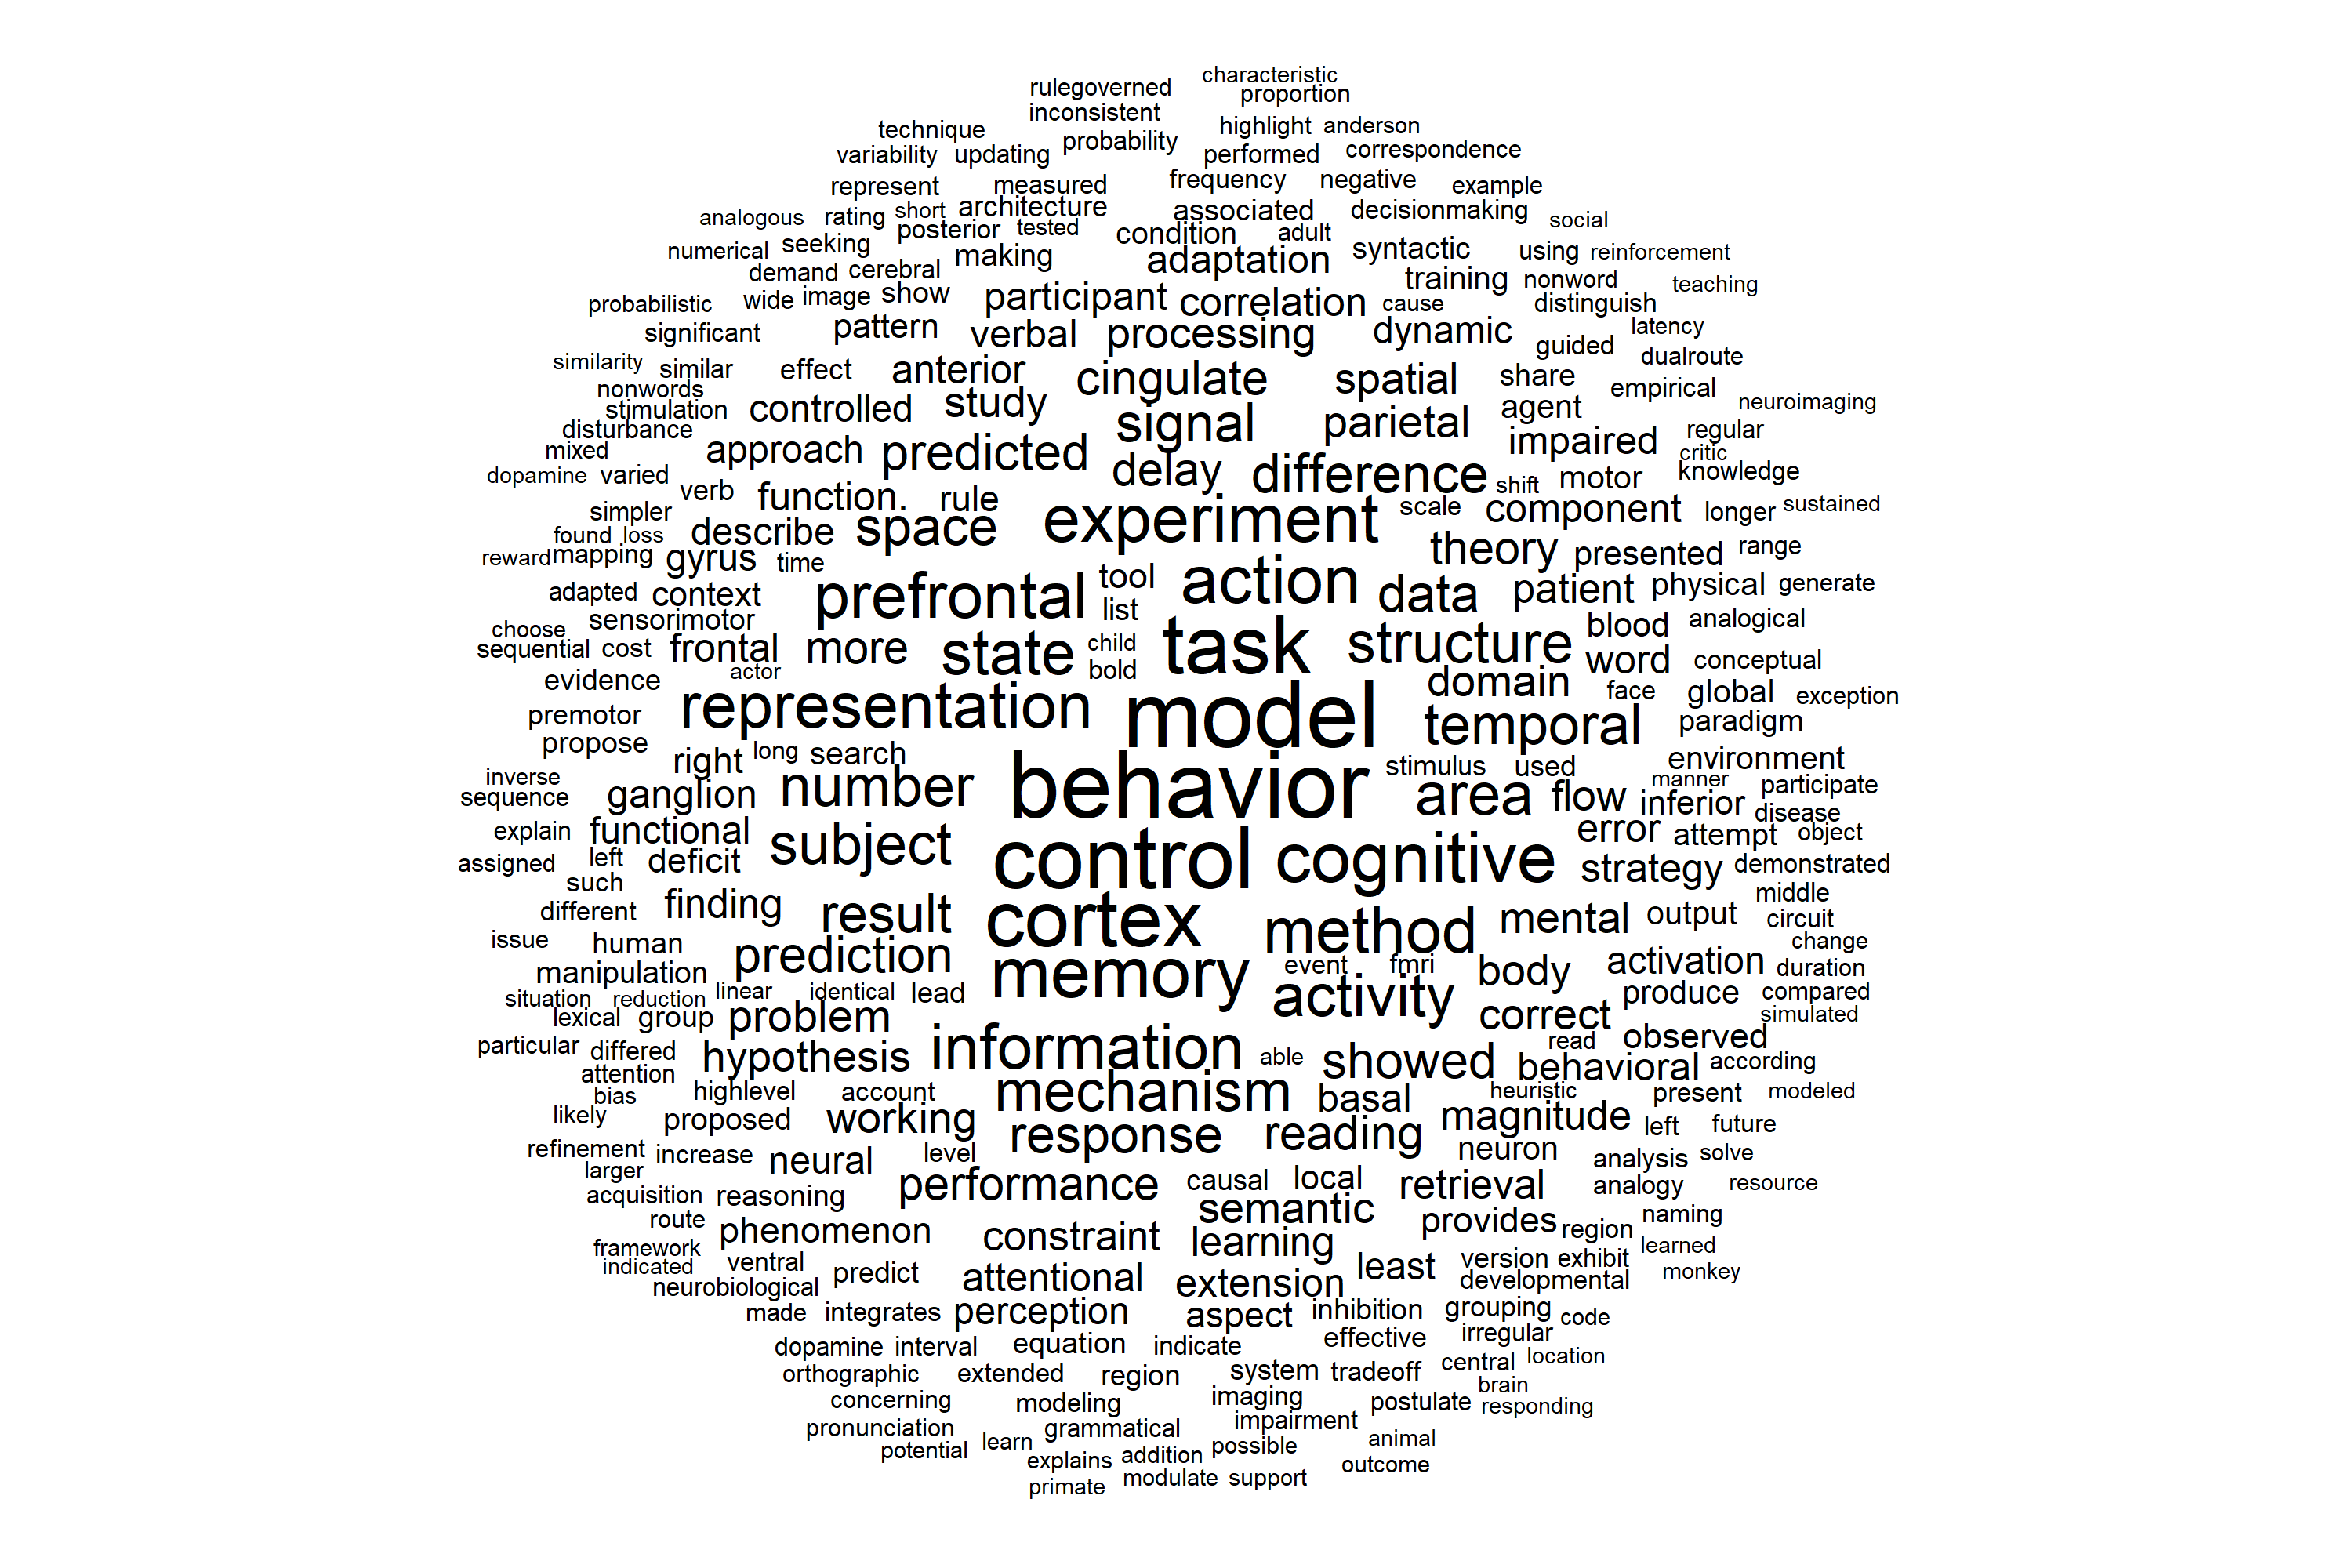 characteristic
rulegoverned
proportion
inconsistent
technique
highlight anderson
probability
variability updating
performed correspondence
represent measured
frequency negative example
analogous rating short architecture
associated decisionmaking social
numerical seeking posterior tested
condition adult
making
syntactic using reinforcement
demand cerebral
adaptation
training nonword teaching
probabilistic wide image show
participant correlation cause distinguish
significant pattern verbal processing dynamic latency
guided dualroute
similarity similar effect anterior cingulate spatial share empirical
nonwords
stimulation controlled study signal parietal agent neuroimaging
disturbance
mixed approach predicted delay difference impaired regular
critic
dopamine varied verb function. rule shift motor knowledge
simpler
experiment scale component longer sustained
found loss describe space
reward mapping gyrus time
theory presented range
adapted context prefrontal tool action data patient physical generate
choose sensorimotor list
blood analogical
sequential cost frontal more state child task structure word conceptual
evidence actor bold
domain face global exception
premotor representation model temporal paradigm
propose right long search
environment
inverse
sequence ganglion number behavior stimulus used area flow inferior manner participate
disease
explain functional subject error attempt object
assigned left deficit control cognitive strategy demonstrated
such
middle
different finding result cortex method mental output circuit
issue human prediction change
manipulation memory event fmri body activation duration
situation reduction linear identical lead activity produce compared
lexical group problem correct simulated
particular differed hypothesis information able showed read observed
attention
behavioral according
bias highlevel account mechanism basal heuristic present modeled
likely proposed working magnitude left future
response reading
refinement increase neural level neuron analysis solve
larger
acquisition reasoning performance causal local retrieval analogy resource
route phenomenon semantic provides region naming
constraint learning
framework ventral version exhibit learned
indicated
neurobiological predict attentional extension least developmental monkey
made integrates perception aspect inhibition grouping code
dopamine interval equation indicate effective irregular
orthographic extended region system tradeoff central location
concerning modeling imaging postulate brain
responding
pronunciation grammatical impairment
potential learn addition possible animal
explains outcome
primate modulate support